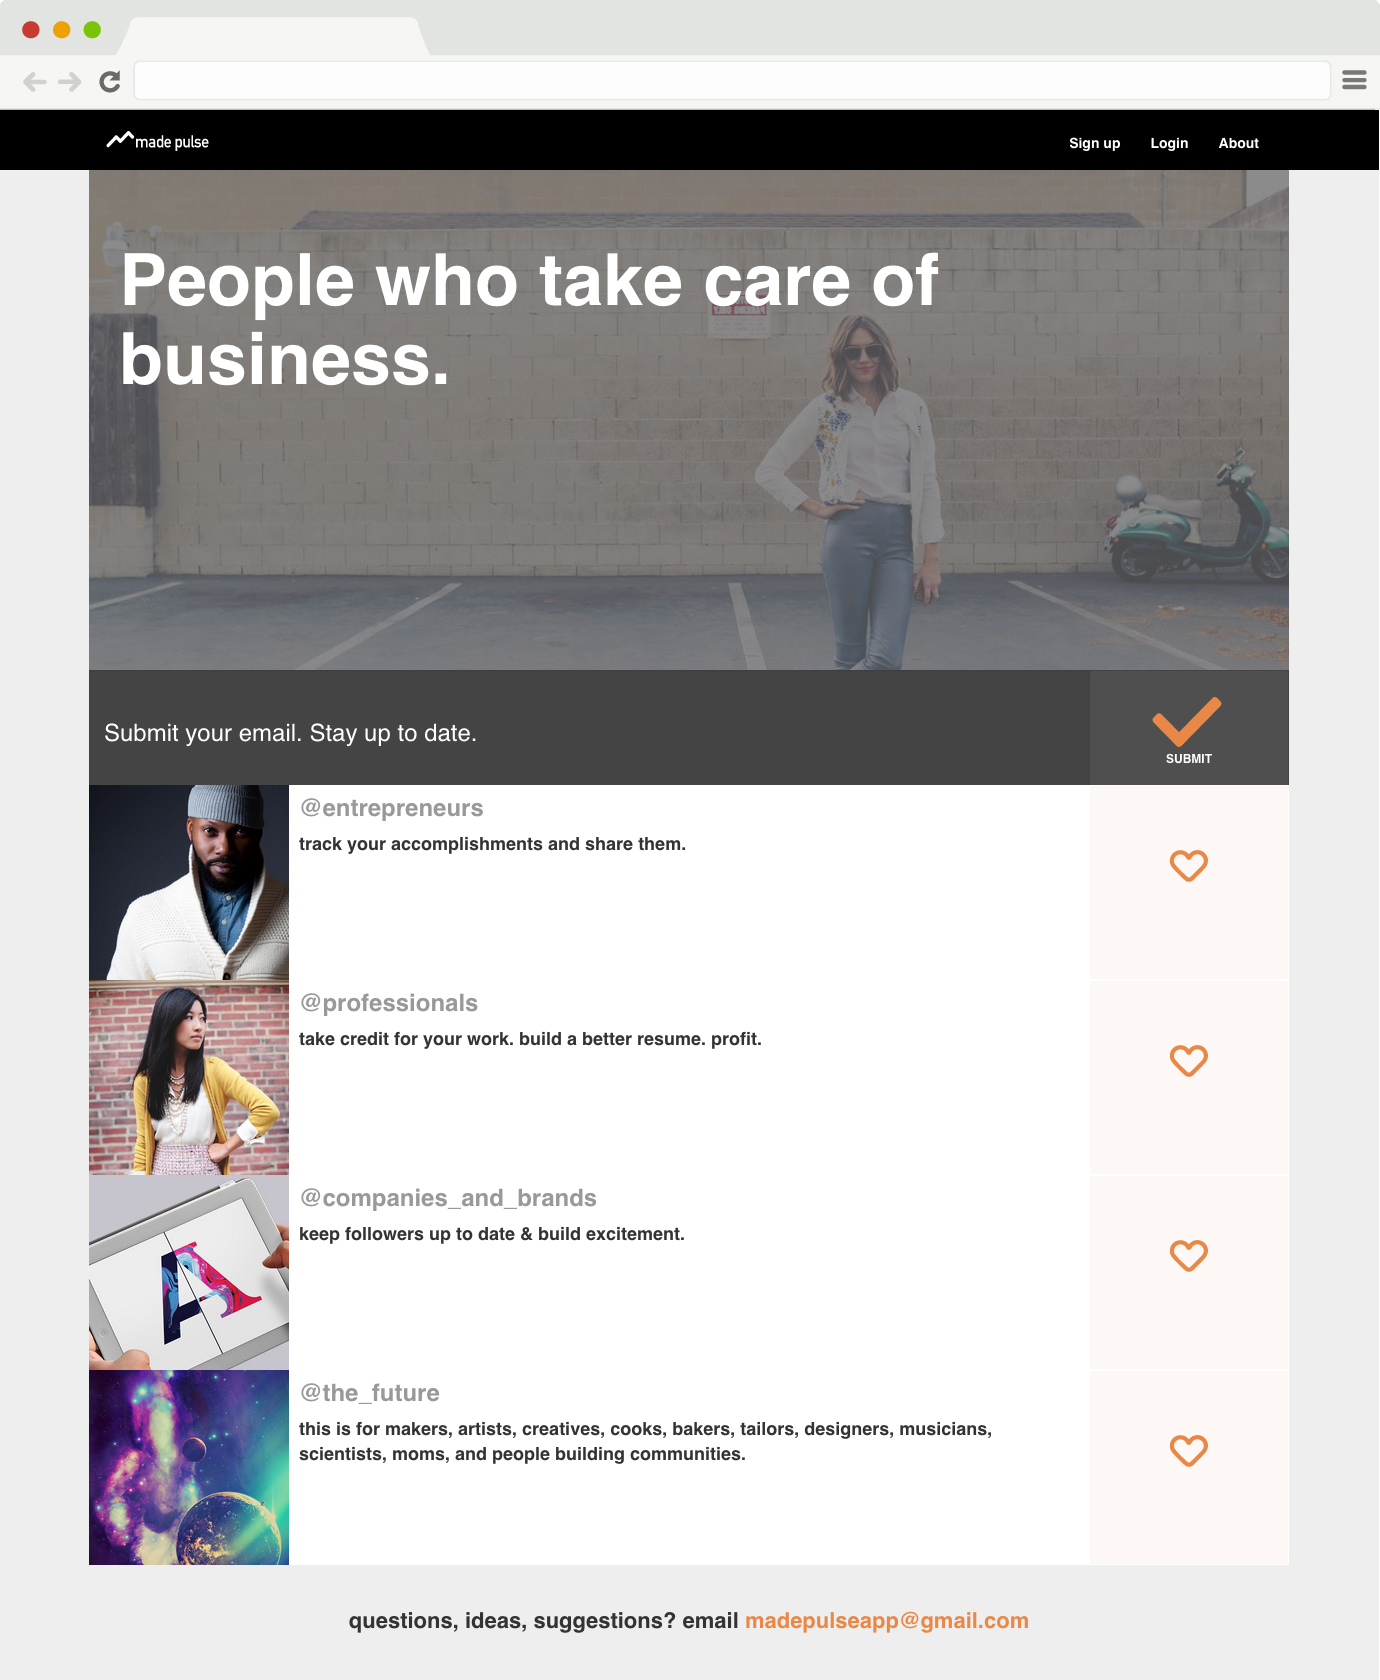 made pulse
Sign up
Login
About
People who take care of
business.
Submit your email. Stay up to date.
SUBMIT
@entrepreneurs
track your accomplishments and share them.
@professionals
take credit for your work. build a better resume. profit.
@companies_and_brands
keep followers up to date & build excitement.
A
@the_future
this is for makers, artists, creatives, cooks, bakers, tailors, designers, musicians,
scientists, moms, and people building communities.
questions, ideas, suggestions? email madepulseapp@gmail.com